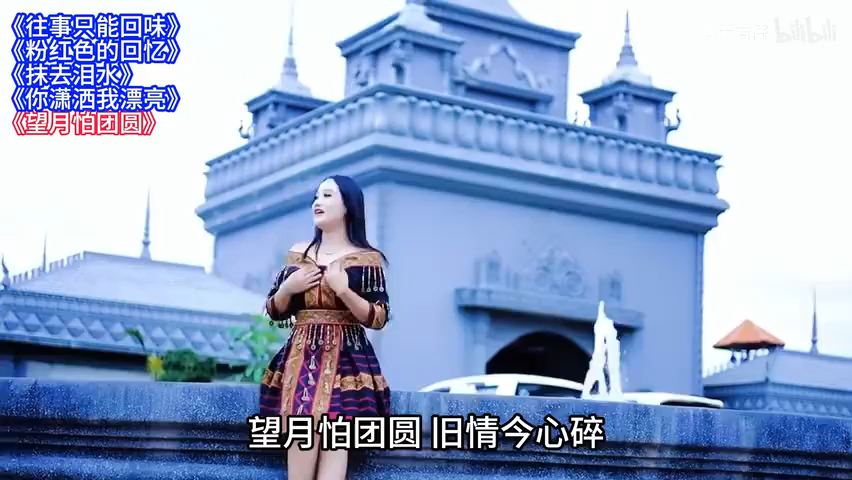 《往事只能回味》
《粉红色的回忆》
《抹去泪水》
《你潇洒我漂亮》
《望月怕团圆》
bilibili
望月怕团圆 旧情今心碎